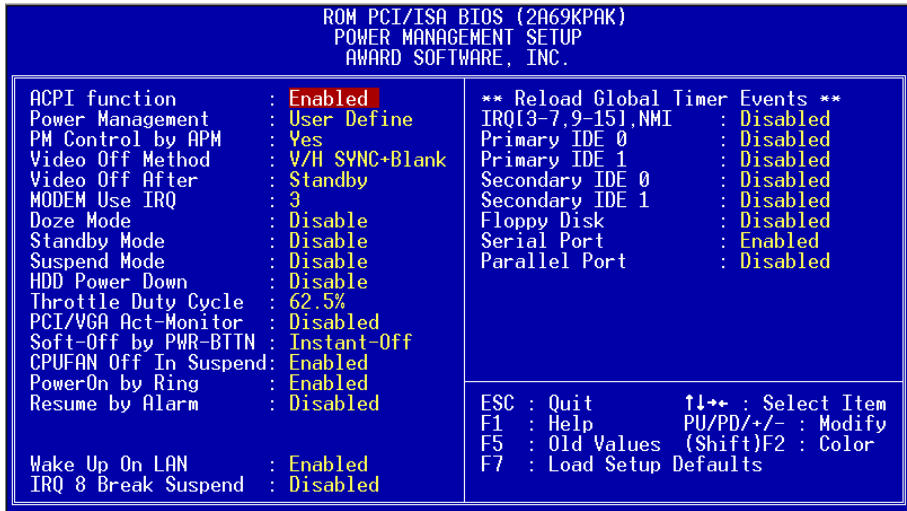 ROM PCI/ISA BIOS (2A69KPAK)
POWER MANAGEMENT SETUP
AWARD SOFTWARE, INC.
ACPI function : Enabled
Power Management : User Define
PM Control by APM : Yes
Video Off Method : V/H SYNC+Blank
Video Off After : Standby
MODEM Use IRQ : 3
Doze Mode : Disable
Standby Mode : Disable
Suspend Mode : Disable
HDD Power Down : Disable
Throttle Duty Cycle : 62.5%
PCI/VGA Act-Monitor : Disabled
Soft-Off by PWR-BTTN : Instant-Off
CPUFAN Off In Suspend: Enabled
PowerOn by Ring : Enabled
Resume by Alarm : Disabled
Wake Up On LAN : Enabled
IRQ 8 Break Suspend : Disabled
** Reload Global Timer Events **
IRQ[3-7,9-15],NMI : Disabled
Primary IDE 0 : Disabled
Primary IDE 1 : Disabled
Secondary IDE 0 : Disabled
Secondary IDE 1 : Disabled
Floppy Disk : Disabled
Serial Port : Enabled
Parallel Port : Disabled
ESC : Quit ↑↓→← : Select Item
F1 : Help PU/PD/+/- : Modify
F5 : Old Values (Shift)F2 : Color
F7 : Load Setup Defaults